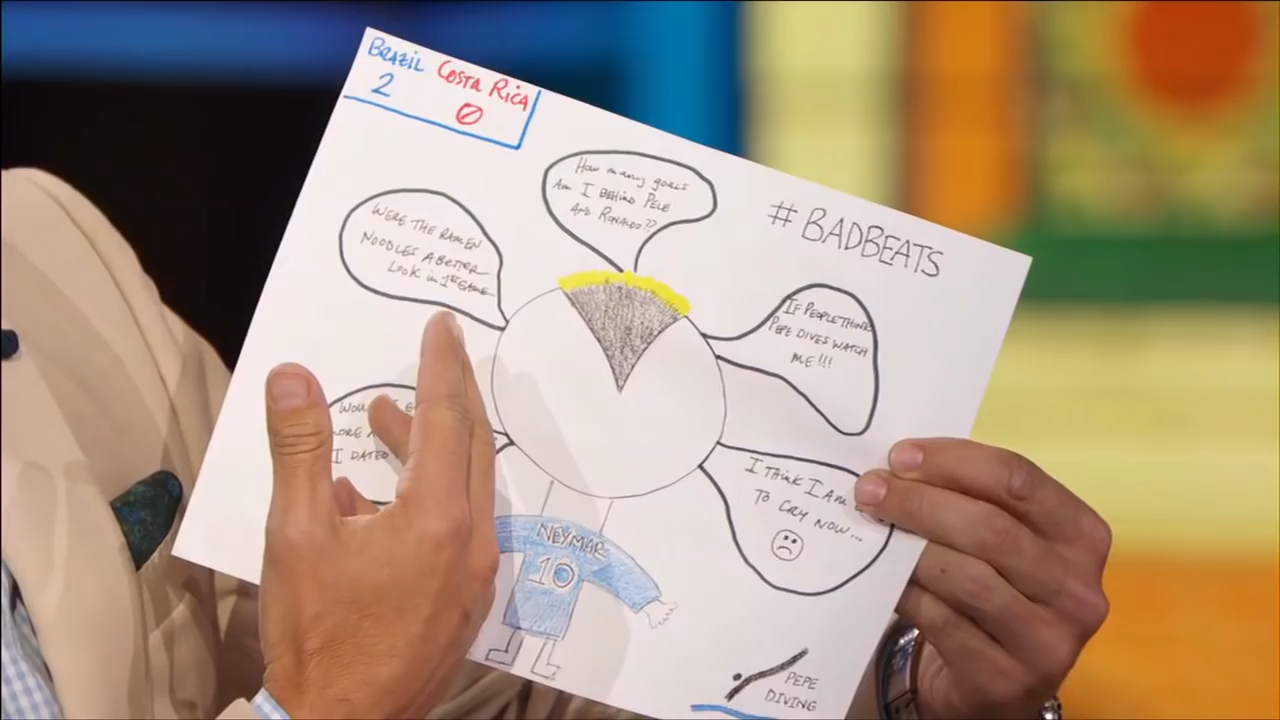 BRAZIL COSTA RICA
2 0
How many goals
Am I BEHIND PELE
AND RONALDO??
# BADBEATS
WERE THE RAMEN
NOODLES A BETTER
LOOK in 1ST GAME...
IF PEOPLE THINK
PEPE DIVES WATCH
ME!!!
I DATED
I THINK I AM
TO CRY NOW...
NEYMAR
10
PEPE
DIVING